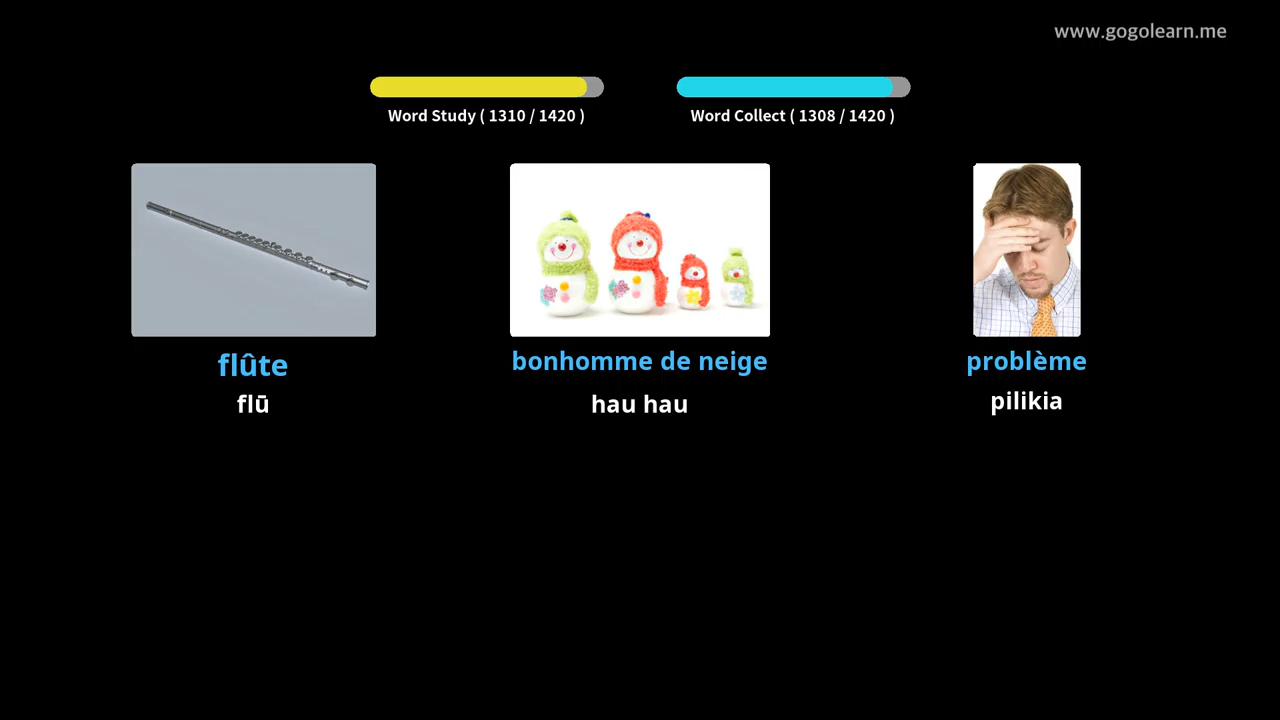 www.gogolearn.me
Word Study ( 1310 / 1420 )
Word Collect ( 1308 / 1420 )
flûte
bonhomme de neige
problème
flū
hau hau
pilikia